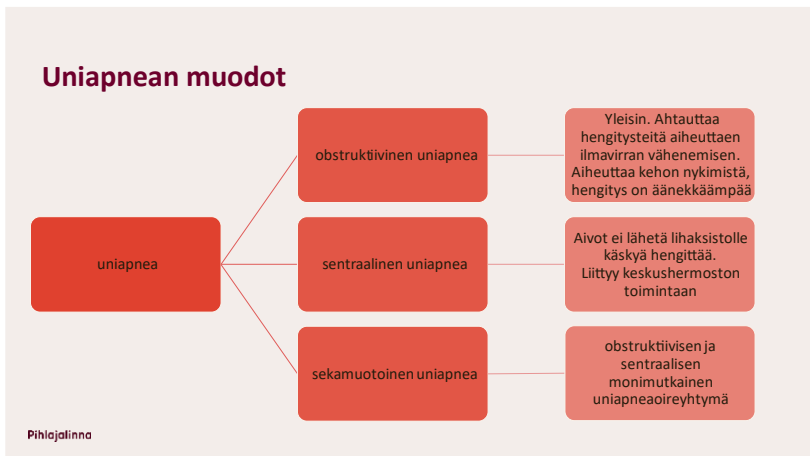 Uniapnean muodot
uniapnea
obstruktiivinen uniapnea
Yleisin. Ahtauttaa
hengitysteitä aiheuttaen
ilmavirran vähenemisen.
Aiheuttaa kehon nykimistä,
hengitys on äänekkäämpää
sentraalinen uniapnea
Aivot ei lähetä lihaksistolle
käskyä hengittää.
Liittyy keskushermoston
toimintaan
sekamuotoinen uniapnea
obstruktiivisen ja
sentraalisen
monimutkainen
uniapneaoireyhtymä
Pihlajalinna